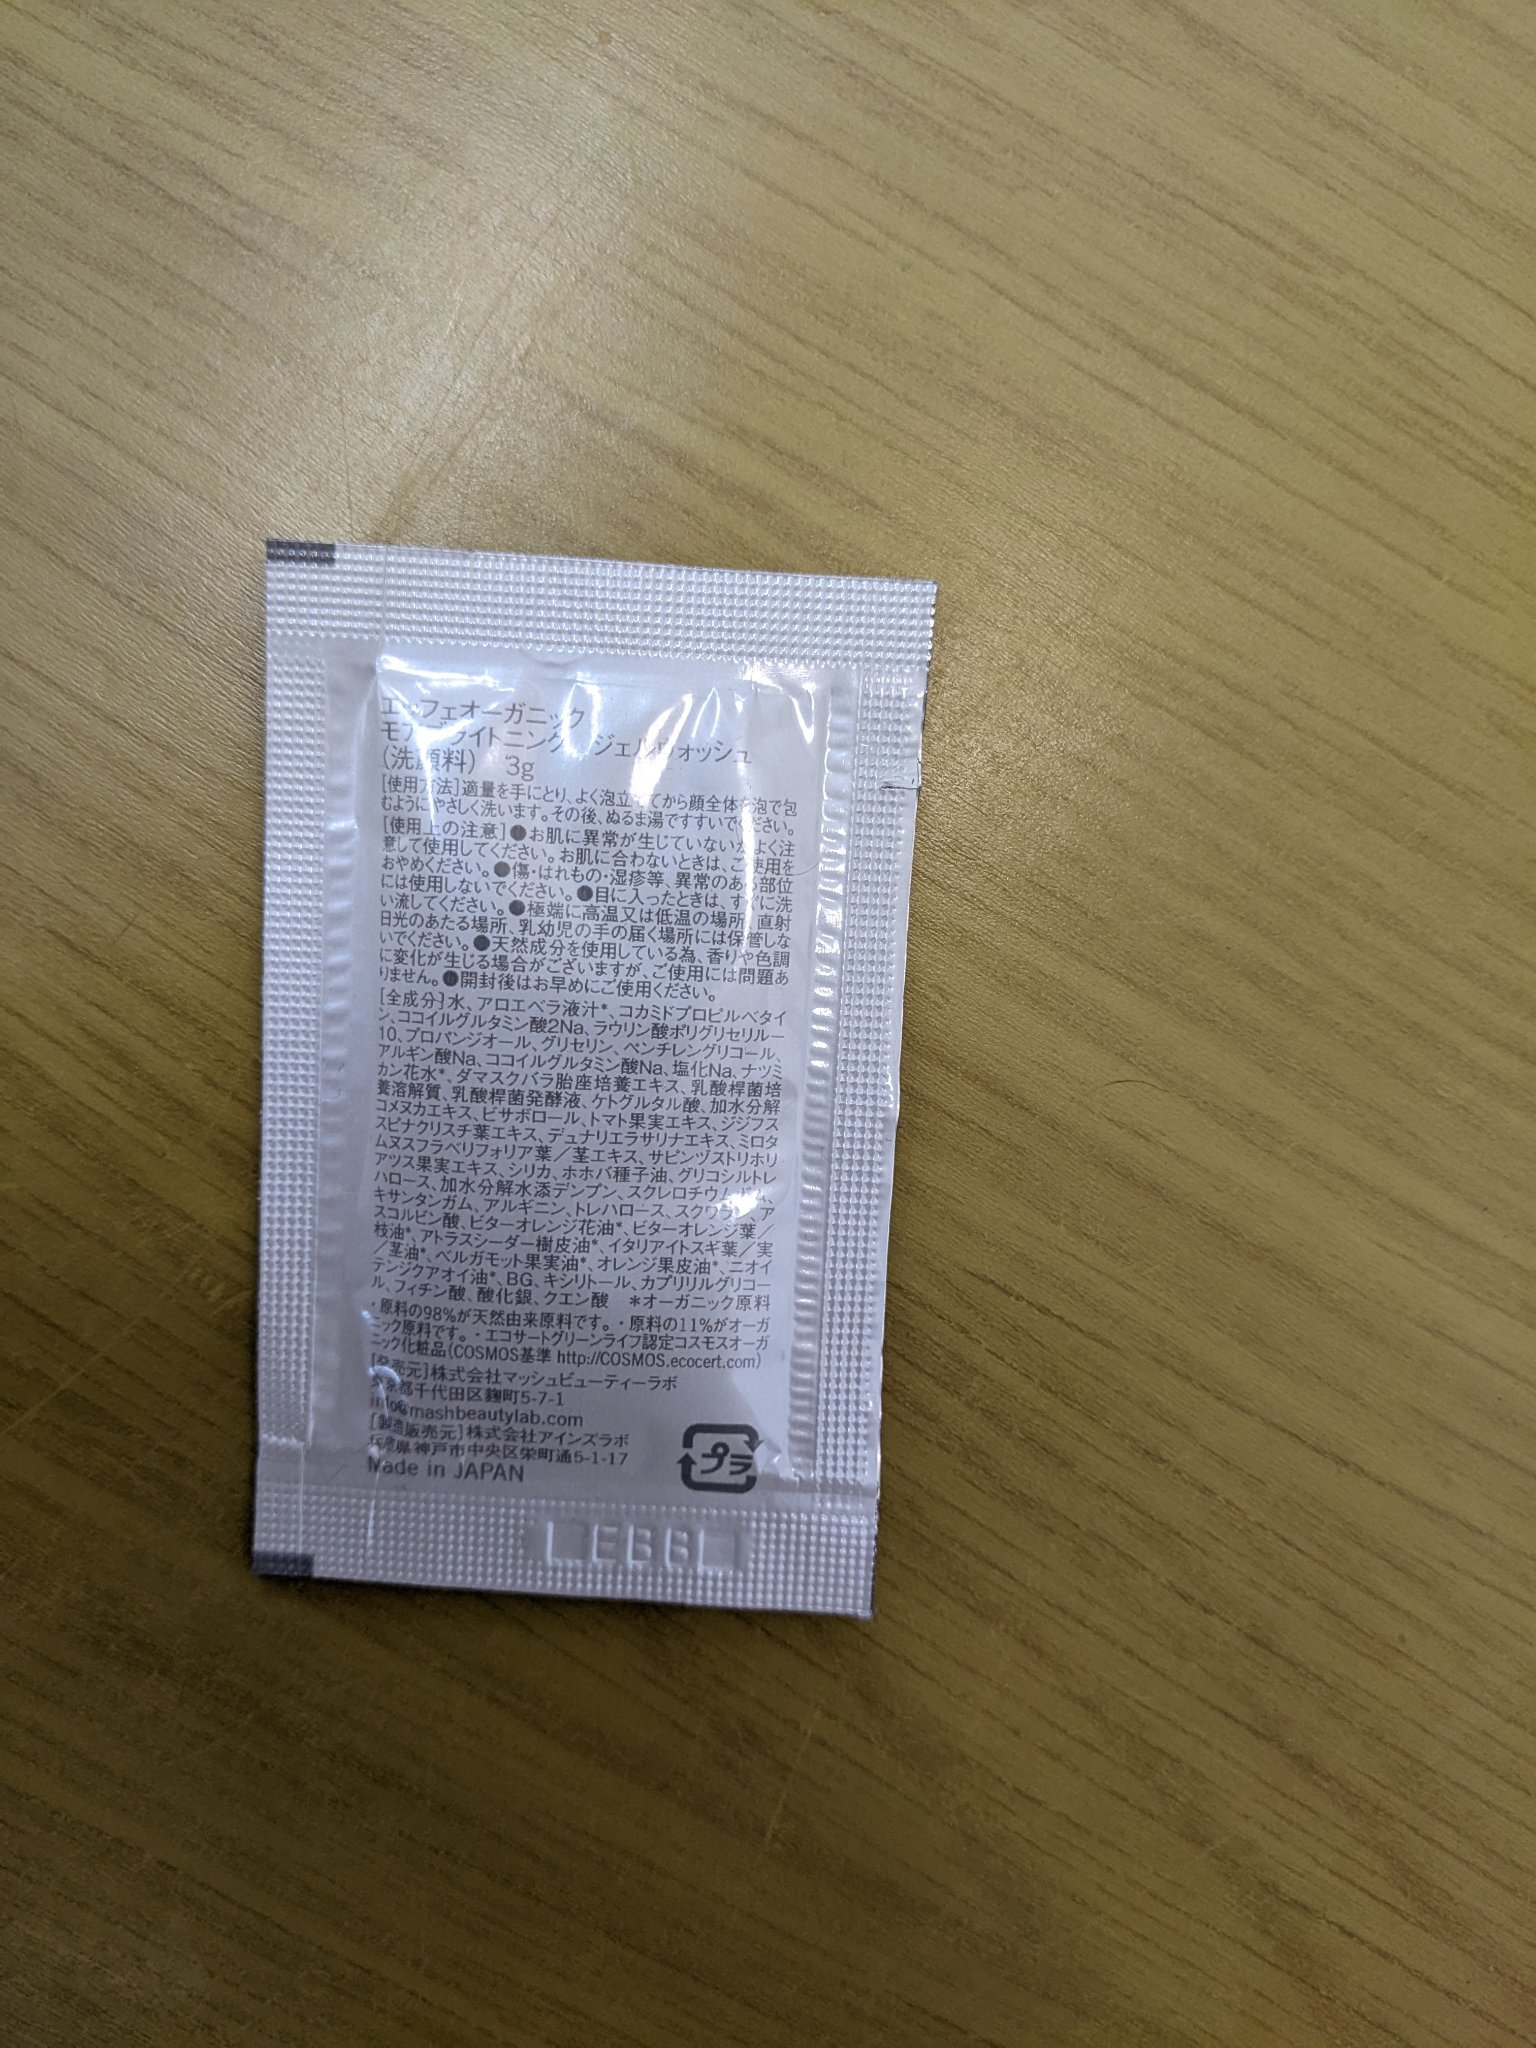 エッフェオーガニック
モアブライトニング ジェルウォッシュ
(洗顔料) 3g
[使用方法]適量を手にとり、よく泡立ててから顔全体を泡で包
むようにやさしく洗います。その後、ぬるま湯ですすいでください。
[使用上の注意]●お肌に異常が生じていないかよく注
意して使用してください。お肌に合わないときは、ご使用を
おやめください。●傷・はれもの・湿疹等、異常のある部位
には使用しないでください。●目に入ったときは、すぐに洗
い流してください。●極端に高温又は低温の場所、直射
日光のあたる場所、乳幼児の手の届く場所には保管しな
いでください。●天然成分を使用している為、香りや色調
に変化が生じる場合がございますが、ご使用には問題あ
りません。●開封後はお早めにご使用ください。
[全成分]水、アロエベラ液汁*、コカミドプロピルベタイ
ン、ココイルグルタミン酸2Na、ラウリン酸ポリグリセリル-
10、プロパンジオール、グリセリン、ペンチレングリコール、
アルギン酸Na、ココイルグルタミン酸Na、塩化Na、ナツミ
カン花水*、ダマスクバラ胎座培養エキス、乳酸桿菌培
養溶解質、乳酸桿菌発酵液、ケトグルタル酸、加水分解
コメヌカエキス、ビサボロール、トマト果実エキス、ジジフス
スピナクリスチ葉エキス、デュナリエラサリナエキス、ミロタ
ムヌスフラベリフォリア葉/茎エキス、サピンヅストリホリ
アツス果実エキス、シリカ、ホホバ種子油、グリコシルトレ
ハロース、加水分解水添デンプン、スクレロチウムガム、
キサンタンガム、アルギニン、トレハロース、スクワラン、ア
スコルビン酸、ビターオレンジ花油*、ビターオレンジ葉/
枝油*、アトラスシーダー樹皮油*、イタリアイトスギ葉/実
/茎油*、ベルガモット果実油*、オレンジ果皮油*、ニオイ
テンジクアオイ油*、BG、キシリトール、カプリリルグリコー
ル、フィチン酸、酸化銀、クエン酸 *オーガニック原料
・原料の98%が天然由来原料です。・原料の11%がオーガ
ニック原料です。・エコサートグリーンライフ認定コスモスオーガ
ニック化粧品(COSMOS基準 http://COSMOS.ecocert.com)
[発売元]株式会社マッシュビューティーラボ
東京都千代田区麹町5-7-1
info@mashbeautylab.com
[製造販売元]株式会社アインズラボ
兵庫県神戸市中央区栄町通5-1-17
Made in JAPAN
プラ